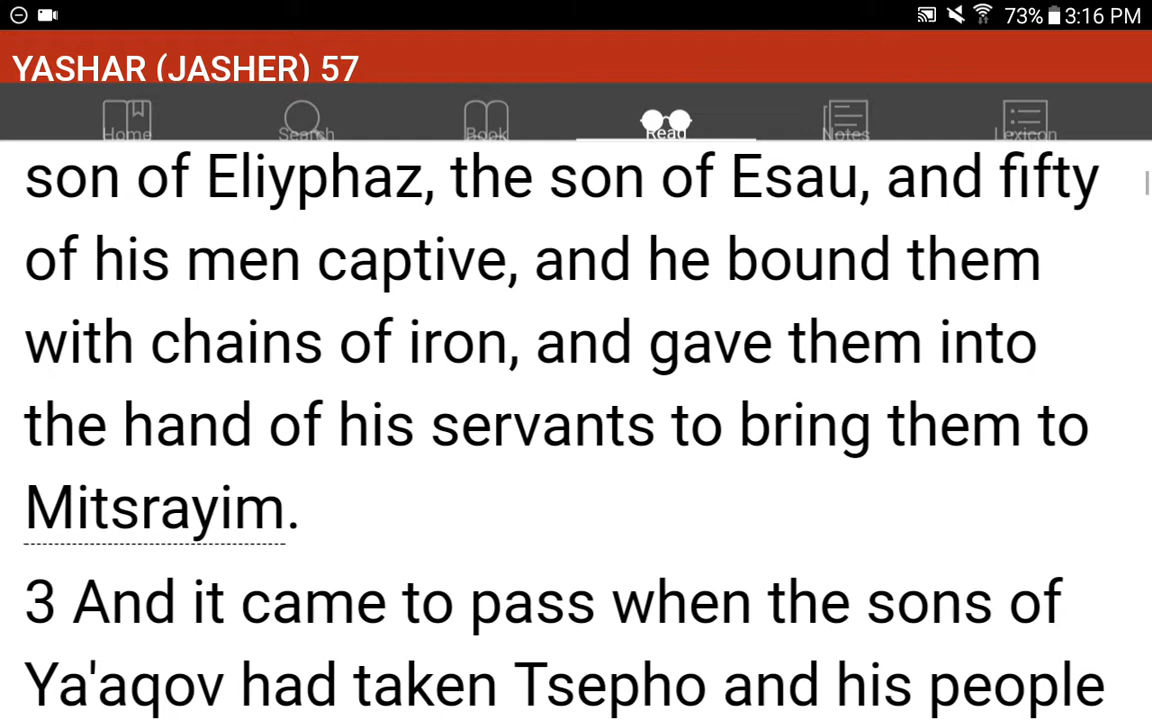 73% 3:16 PM
YASHAR (JASHER) 57
Home Search Book Read Notes Lexicon
son of Eliyphaz, the son of Esau, and fifty
of his men captive, and he bound them
with chains of iron, and gave them into
the hand of his servants to bring them to
Mitsrayim.
3 And it came to pass when the sons of
Ya'aqov had taken Tsepho and his people